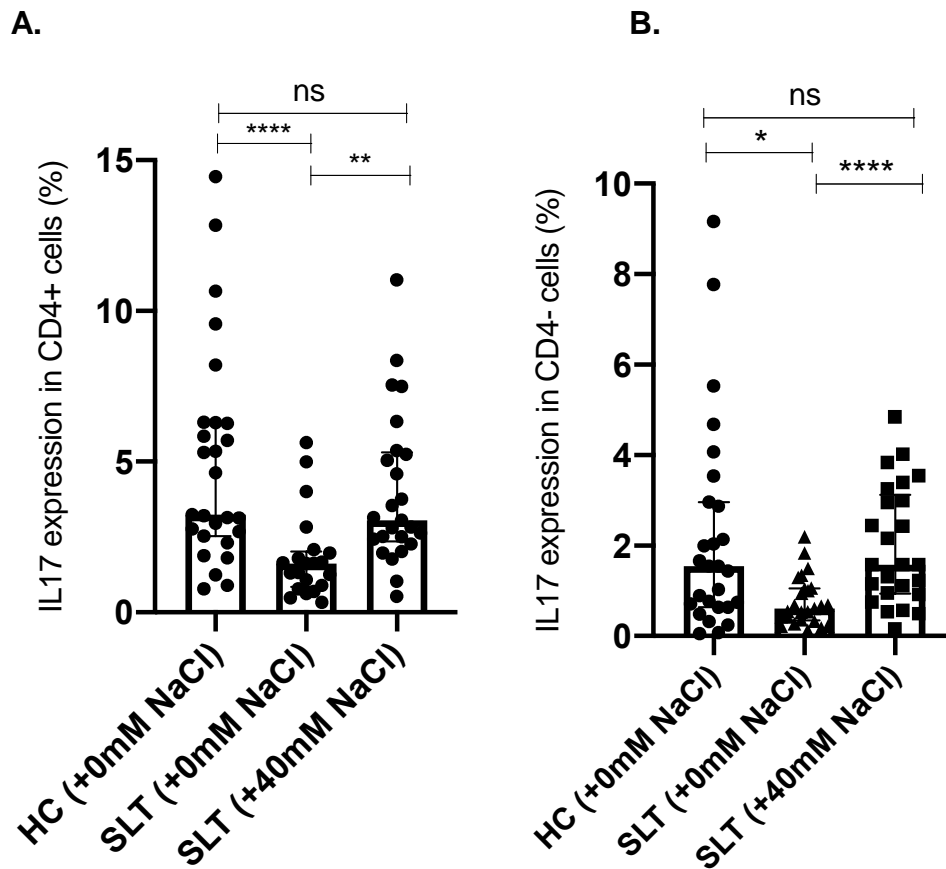 A.
ns
****
**
15
10
5
0
IL17 expression in CD4+ cells (%)
HC (+0mM NaCl)
SLT (+0mM NaCl)
SLT (+40mM NaCl)
B.
ns
*
****
10
8
6
4
2
0
IL17 expression in CD4- cells (%)
HC (+0mM NaCl)
SLT (+0mM NaCl)
SLT (+40mM NaCl)